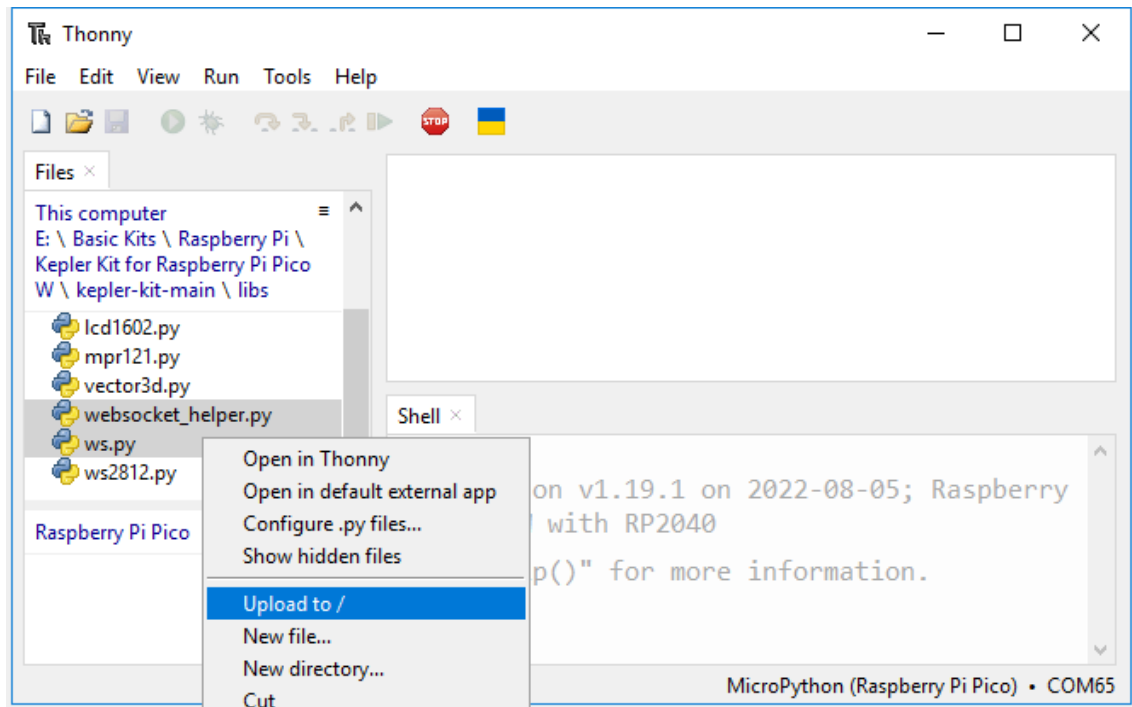 Thonny
File Edit View Run Tools Help
STOP
Files
This computer
E: \ Basic Kits \ Raspberry Pi \
Kepler Kit for Raspberry Pi Pico
W \ kepler-kit-main \ libs
lcd1602.py
mpr121.py
vector3d.py
websocket_helper.py
ws.py
ws2812.py
Raspberry Pi Pico
Open in Thonny
Open in default external app
Configure .py files...
Show hidden files
Upload to /
New file...
New directory...
Cut
Shell
on v1.19.1 on 2022-08-05; Raspberry
with RP2040
p()" for more information.
MicroPython (Raspberry Pi Pico) • COM65